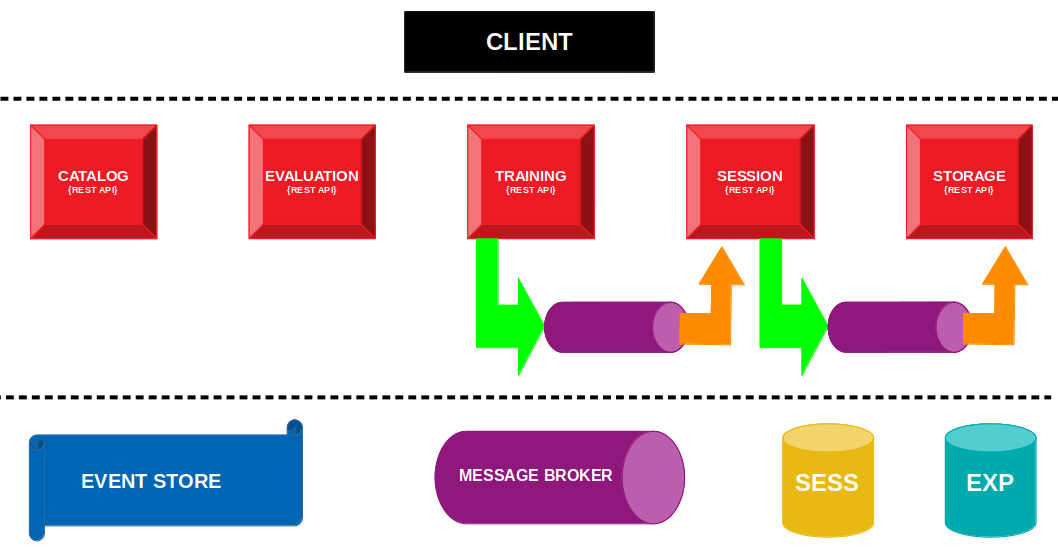 CLIENT
CATALOG
{REST API}
EVALUATION
{REST API}
TRAINING
{REST API}
SESSION
{REST API}
STORAGE
{REST API}
EVENT STORE
MESSAGE BROKER
SESS
EXP